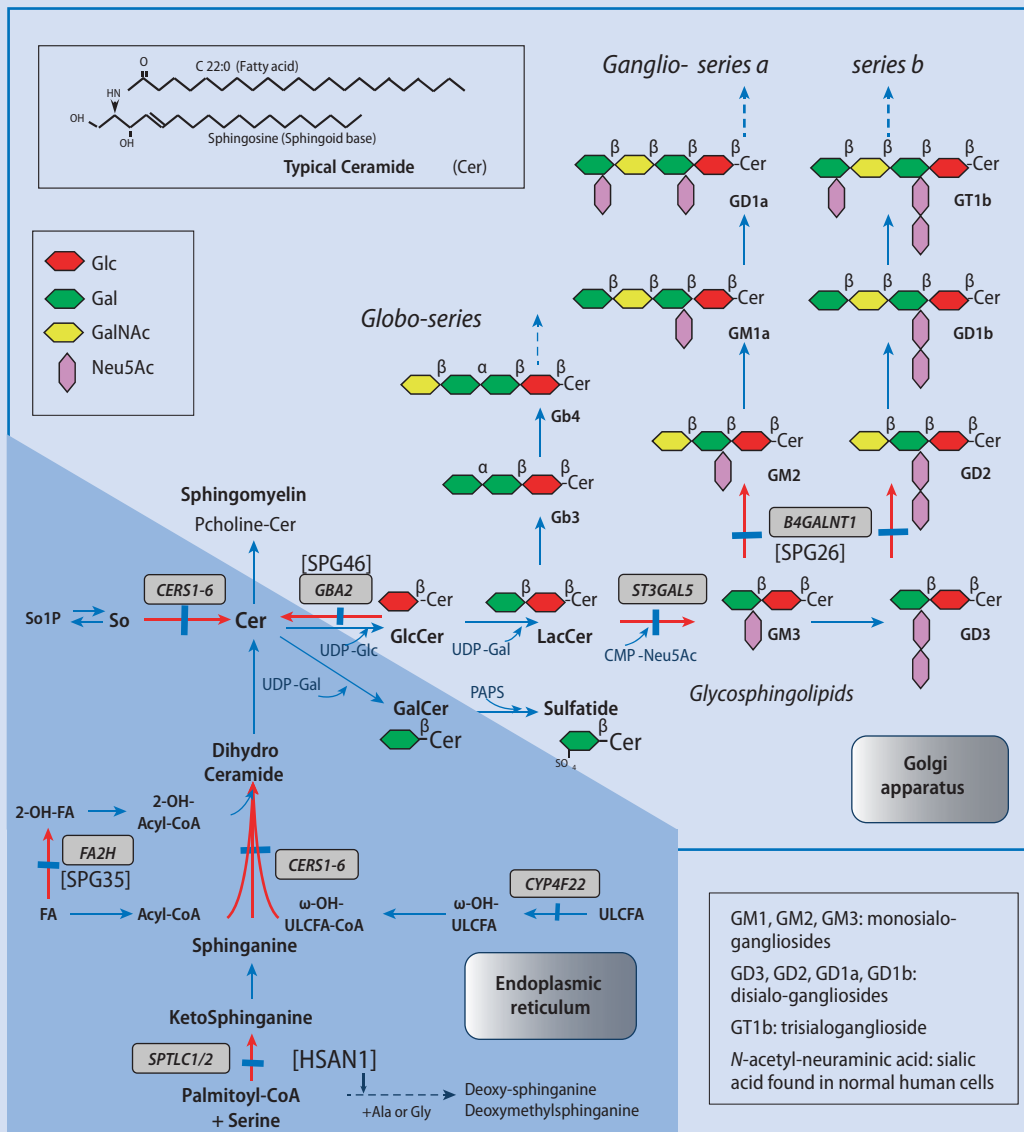 O
C 22:0 (Fatty acid)
HN
OH
OH
Sphingosine (Sphingoid base)
Typical Ceramide (Cer)
Glc
Gal
GalNAc
Neu5Ac
Ganglio- series a
series b
β β β β
Cer
GD1a
β β β β
Cer
GT1b
β β β β
Cer
GM1a
β β β β
Cer
GD1b
Globo-series
β α β β
Cer
Gb4
β β β
Cer
GM2
β β β
Cer
GD2
α β β
Cer
Gb3
B4GALNT1
[SPG26]
Sphingomyelin
Pcholine-Cer
So1P
So
CERS1-6
Cer
[SPG46]
GBA2
β
Cer
GlcCer
UDP-Glc
β β
Cer
LacCer
UDP-Gal
ST3GAL5
CMP-Neu5Ac
β β
Cer
GM3
β β
Cer
GD3
Glycosphingolipids
UDP-Gal
GalCer
β
Cer
PAPS
Sulfatide
β
Cer
SO4
Golgi
apparatus
Dihydro
Ceramide
2-OH-FA
2-OH-
Acyl-CoA
FA2H
[SPG35]
CERS1-6
CYP4F22
FA
Acyl-CoA
ω-OH-
ULCFA-CoA
ω-OH-
ULCFA
ULCFA
Sphinganine
Endoplasmic
reticulum
KetoSphinganine
SPTLC1/2
[HSAN1]
Palmitoyl-CoA
+ Serine
+Ala or Gly
Deoxy-sphinganine
Deoxymethylsphinganine
GM1, GM2, GM3: monosialo-
gangliosides
GD3, GD2, GD1a, GD1b:
disialo-gangliosides
GT1b: trisialoganglioside
N-acetyl-neuraminic acid: sialic
acid found in normal human cells